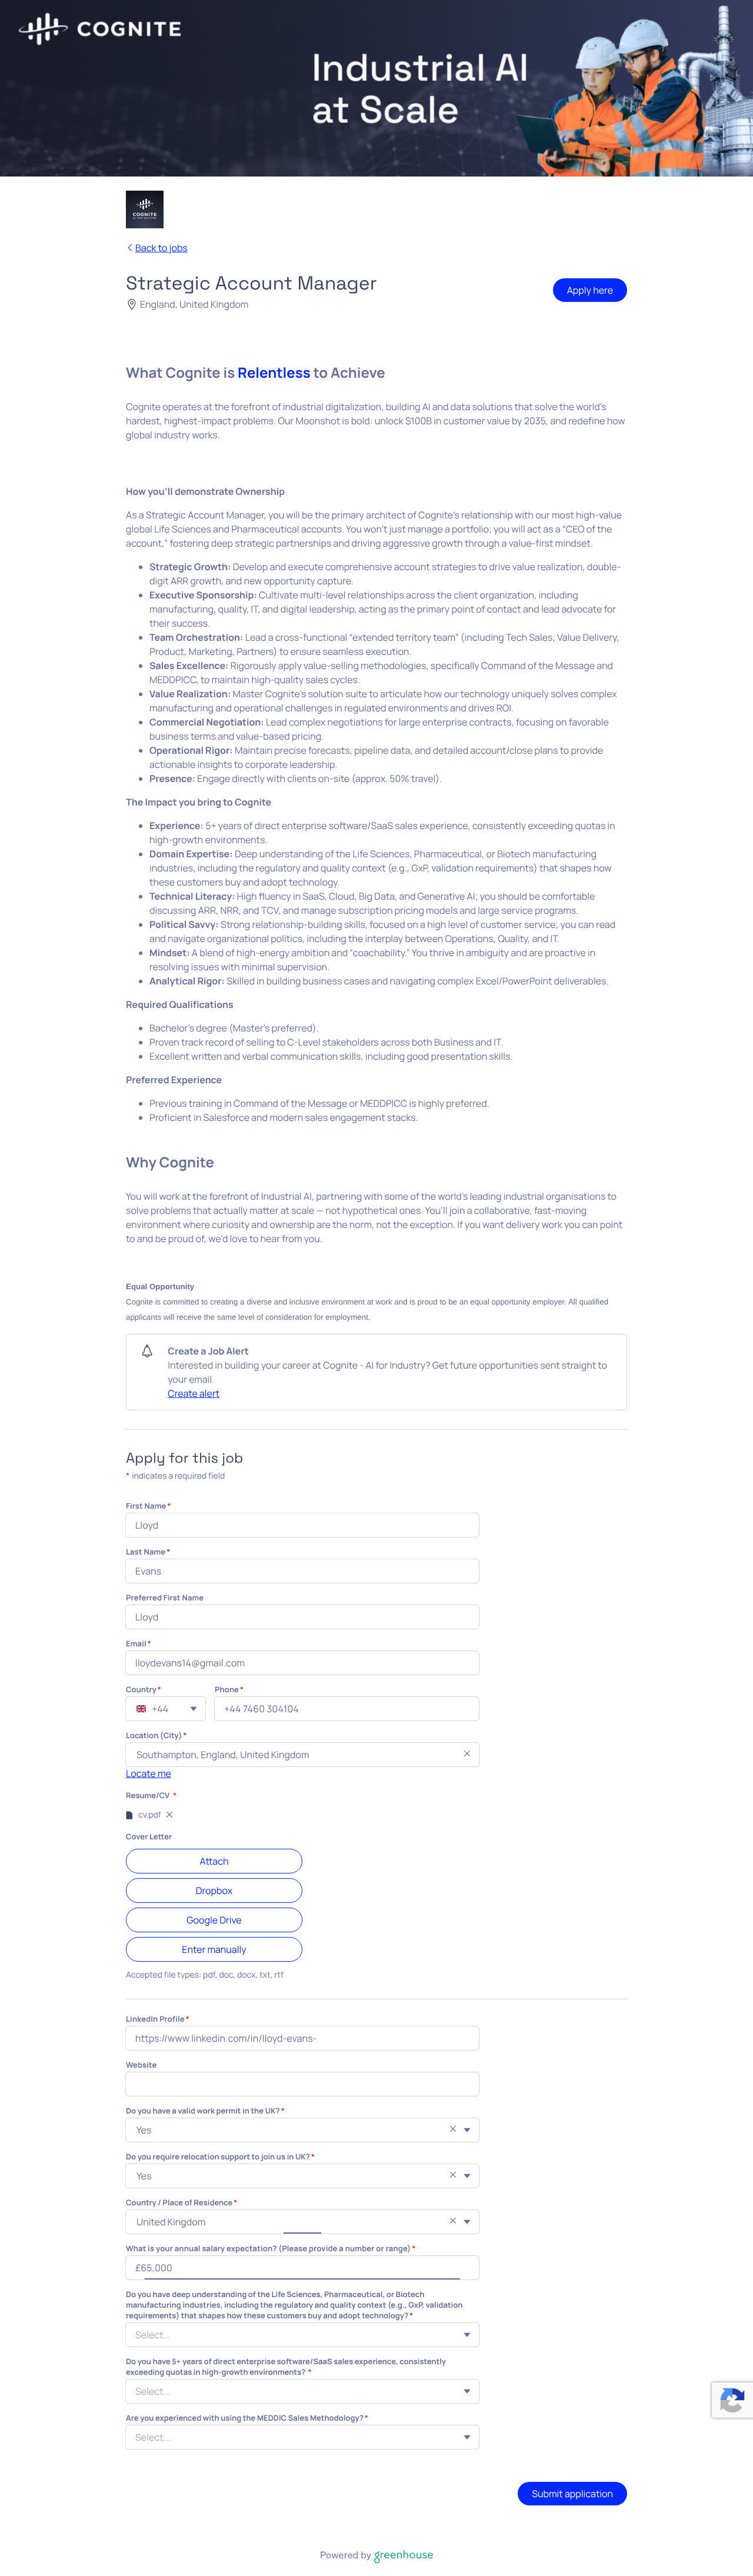 COGNITE
Industrial AI
at Scale
COGNITE
Back to jobs
Strategic Account Manager
Apply here
England, United Kingdom
What Cognite is Relentless to Achieve
Cognite operates at the forefront of industrial digitalization, building AI and data solutions that solve the world's
hardest, highest-impact problems. Our Moonshot is bold: unlock $100B in customer value by 2035, and redefine how
global industry works.
How you'll demonstrate Ownership
As a Strategic Account Manager, you will be the primary architect of Cognite's relationship with our most high-value
global Life Sciences and Pharmaceutical accounts. You won't just manage a portfolio; you will act as a "CEO of the
account," fostering deep strategic partnerships and driving aggressive growth through a value-first mindset.
• Strategic Growth: Develop and execute comprehensive account strategies to drive value realization, double-
digit ARR growth, and new opportunity capture.
• Executive Sponsorship: Cultivate multi-level relationships across the client organization, including
manufacturing, quality, IT, and digital leadership, acting as the primary point of contact and lead advocate for
their success.
• Team Orchestration: Lead a cross-functional "extended territory team" (including Tech Sales, Value Delivery,
Product, Marketing, Partners) to ensure seamless execution.
• Sales Excellence: Rigorously apply value-selling methodologies, specifically Command of the Message and
MEDDPICC, to maintain high-quality sales cycles.
• Value Realization: Master Cognite's solution suite to articulate how our technology uniquely solves complex
manufacturing and operational challenges in regulated environments and drives ROI.
• Commercial Negotiation: Lead complex negotiations for large enterprise contracts, focusing on favorable
business terms and value-based pricing.
• Operational Rigor: Maintain precise forecasts, pipeline data, and detailed account/close plans to provide
actionable insights to corporate leadership.
• Presence: Engage directly with clients on-site (approx. 50% travel).
The Impact you bring to Cognite
• Experience: 5+ years of direct enterprise software/SaaS sales experience, consistently exceeding quotas in
high-growth environments.
• Domain Expertise: Deep understanding of the Life Sciences, Pharmaceutical, or Biotech manufacturing
industries, including the regulatory and quality context (e.g., GxP, validation requirements) that shapes how
these customers buy and adopt technology.
• Technical Literacy: High fluency in SaaS, Cloud, Big Data, and Generative AI; you should be comfortable
discussing ARR, NRR, and TCV, and manage subscription pricing models and large service programs.
• Political Savvy: Strong relationship-building skills, focused on a high level of customer service; you can read
and navigate organizational politics, including the interplay between Operations, Quality, and IT.
• Mindset: A blend of high-energy ambition and "coachability." You thrive in ambiguity and are proactive in
resolving issues with minimal supervision.
• Analytical Rigor: Skilled in building business cases and navigating complex Excel/PowerPoint deliverables.
Required Qualifications
• Bachelor's degree (Master's preferred).
• Proven track record of selling to C-Level stakeholders across both Business and IT.
• Excellent written and verbal communication skills, including good presentation skills.
Preferred Experience
• Previous training in Command of the Message or MEDDPICC is highly preferred.
• Proficient in Salesforce and modern sales engagement stacks.
Why Cognite
You will work at the forefront of Industrial AI, partnering with some of the world's leading industrial organisations to
solve problems that actually matter at scale — not hypothetical ones. You'll join a collaborative, fast-moving
environment where curiosity and ownership are the norm, not the exception. If you want delivery work you can point
to and be proud of, we'd love to hear from you.
Equal Opportunity
Cognite is committed to creating a diverse and inclusive environment at work and is proud to be an equal opportunity employer. All qualified
applicants will receive the same level of consideration for employment.
Create a Job Alert
Interested in building your career at Cognite - AI for Industry? Get future opportunities sent straight to
your email.
Create alert
Apply for this job
* indicates a required field
First Name*
Lloyd
Last Name*
Evans
Preferred First Name
Lloyd
Email*
lloydevans14@gmail.com
Country* Phone*
+44 +44 7460 304104
Location (City)*
Southampton, England, United Kingdom
Locate me
Resume/CV *
cv.pdf
Cover Letter
Attach
Dropbox
Google Drive
Enter manually
Accepted file types: pdf, doc, docx, txt, rtf
LinkedIn Profile*
https://www.linkedin.com/in/lloyd-evans-
Website
Do you have a valid work permit in the UK?*
Yes
Do you require relocation support to join us in UK?*
Yes
Country / Place of Residence*
United Kingdom
What is your annual salary expectation? (Please provide a number or range)*
£65,000
Do you have deep understanding of the Life Sciences, Pharmaceutical, or Biotech
manufacturing industries, including the regulatory and quality context (e.g., GxP, validation
requirements) that shapes how these customers buy and adopt technology?*
Select...
Do you have 5+ years of direct enterprise software/SaaS sales experience, consistently
exceeding quotas in high-growth environments? *
Select...
Are you experienced with using the MEDDIC Sales Methodology?*
Select...
Submit application
Powered by greenhouse